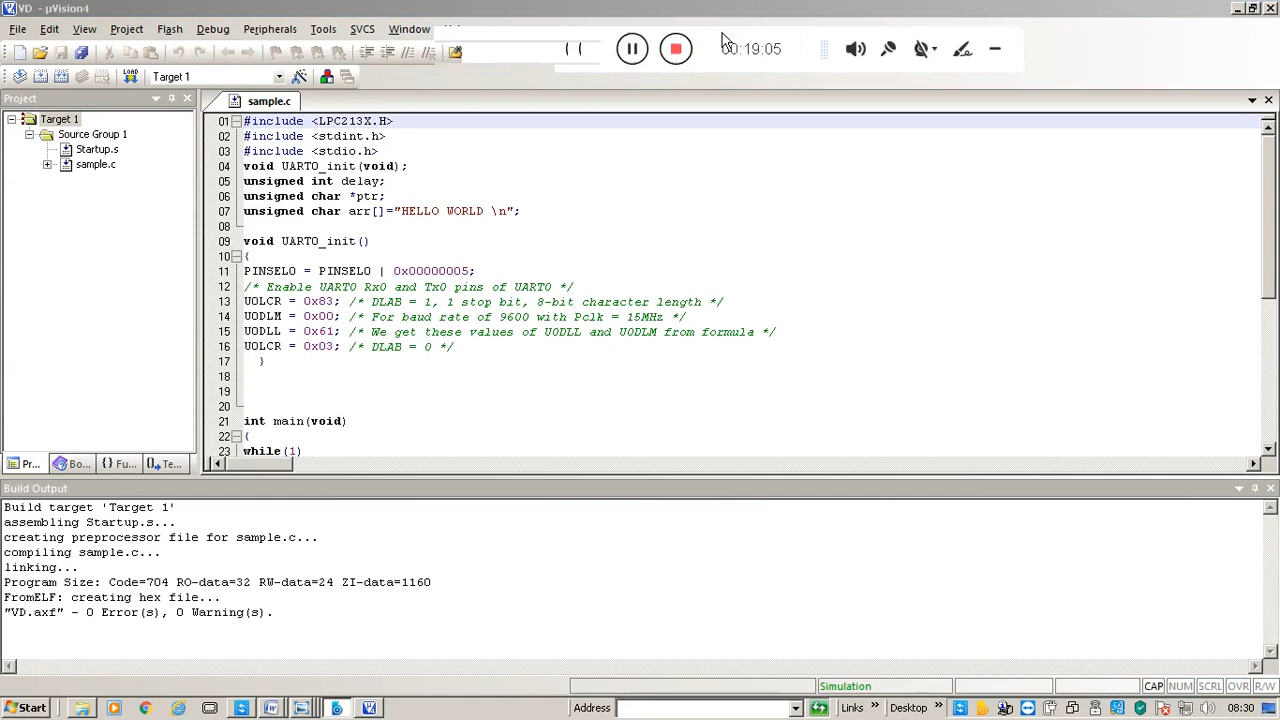 VD - µVision4
File Edit View Project Flash Debug Peripherals Tools SVCS Window
00:19:05
LOAD Target 1
Project
sample.c
Target 1
Source Group 1
Startup.s
sample.c
01 #include <LPC213X.H>
02 #include <stdint.h>
03 #include <stdio.h>
04 void UART0_init(void);
05 unsigned int delay;
06 unsigned char *ptr;
07 unsigned char arr[]="HELLO WORLD \n";
08
09 void UART0_init()
10 {
11 PINSEL0 = PINSEL0 | 0x00000005;
12 /* Enable UART0 Rx0 and Tx0 pins of UART0 */
13 U0LCR = 0x83; /* DLAB = 1, 1 stop bit, 8-bit character length */
14 U0DLM = 0x00; /* For baud rate of 9600 with Pclk = 15MHz */
15 U0DLL = 0x61; /* We get these values of U0DLL and U0DLM from formula */
16 U0LCR = 0x03; /* DLAB = 0 */
17 }
18
19
20
21 int main(void)
22 {
23 while(1)
Pr... Bo... {} Fu... Te...
Build Output
Build target 'Target 1'
assembling Startup.s...
creating preprocessor file for sample.c...
compiling sample.c...
linking...
Program Size: Code=704 RO-data=32 RW-data=24 ZI-data=1160
FromELF: creating hex file...
"VD.axf" - 0 Error(s), 0 Warning(s).
Simulation CAP NUM SCRL OVR R/W
Start Address Links » Desktop » 08:30